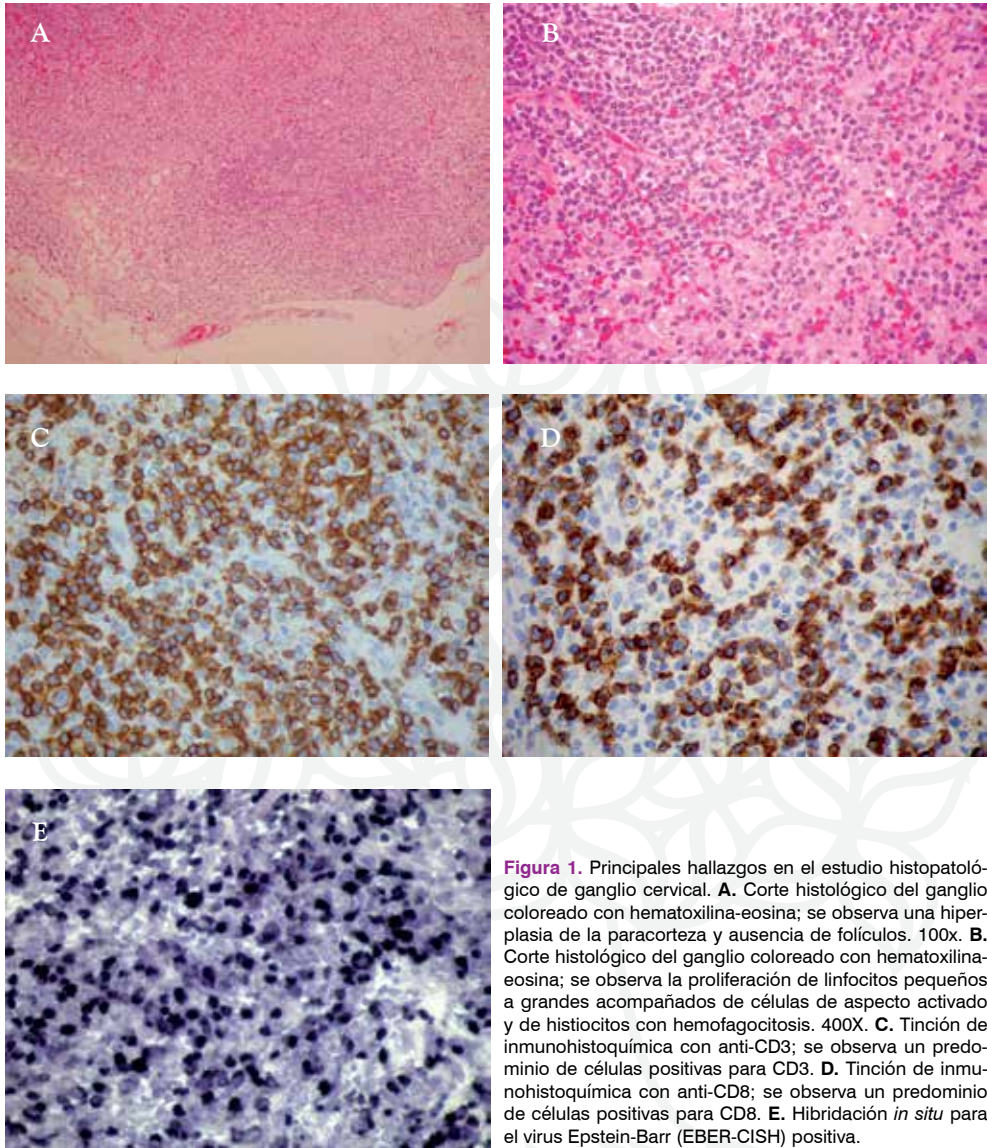 A
B
C
D
E
Figura 1. Principales hallazgos en el estudio histopatoló-
gico de ganglio cervical. A. Corte histológico del ganglio
coloreado con hematoxilina-eosina; se observa una hiper-
plasia de la paracorteza y ausencia de folículos. 100x. B.
Corte histológico del ganglio coloreado con hematoxilina-
eosina; se observa la proliferación de linfocitos pequeños
a grandes acompañados de células de aspecto activado
y de histiocitos con hemofagocitosis. 400X. C. Tinción de
inmunohistoquímica con anti-CD3; se observa un predo-
minio de células positivas para CD3. D. Tinción de inmu-
nohistoquímica con anti-CD8; se observa un predominio
de células positivas para CD8. E. Hibridación in situ para
el virus Epstein-Barr (EBER-CISH) positiva.